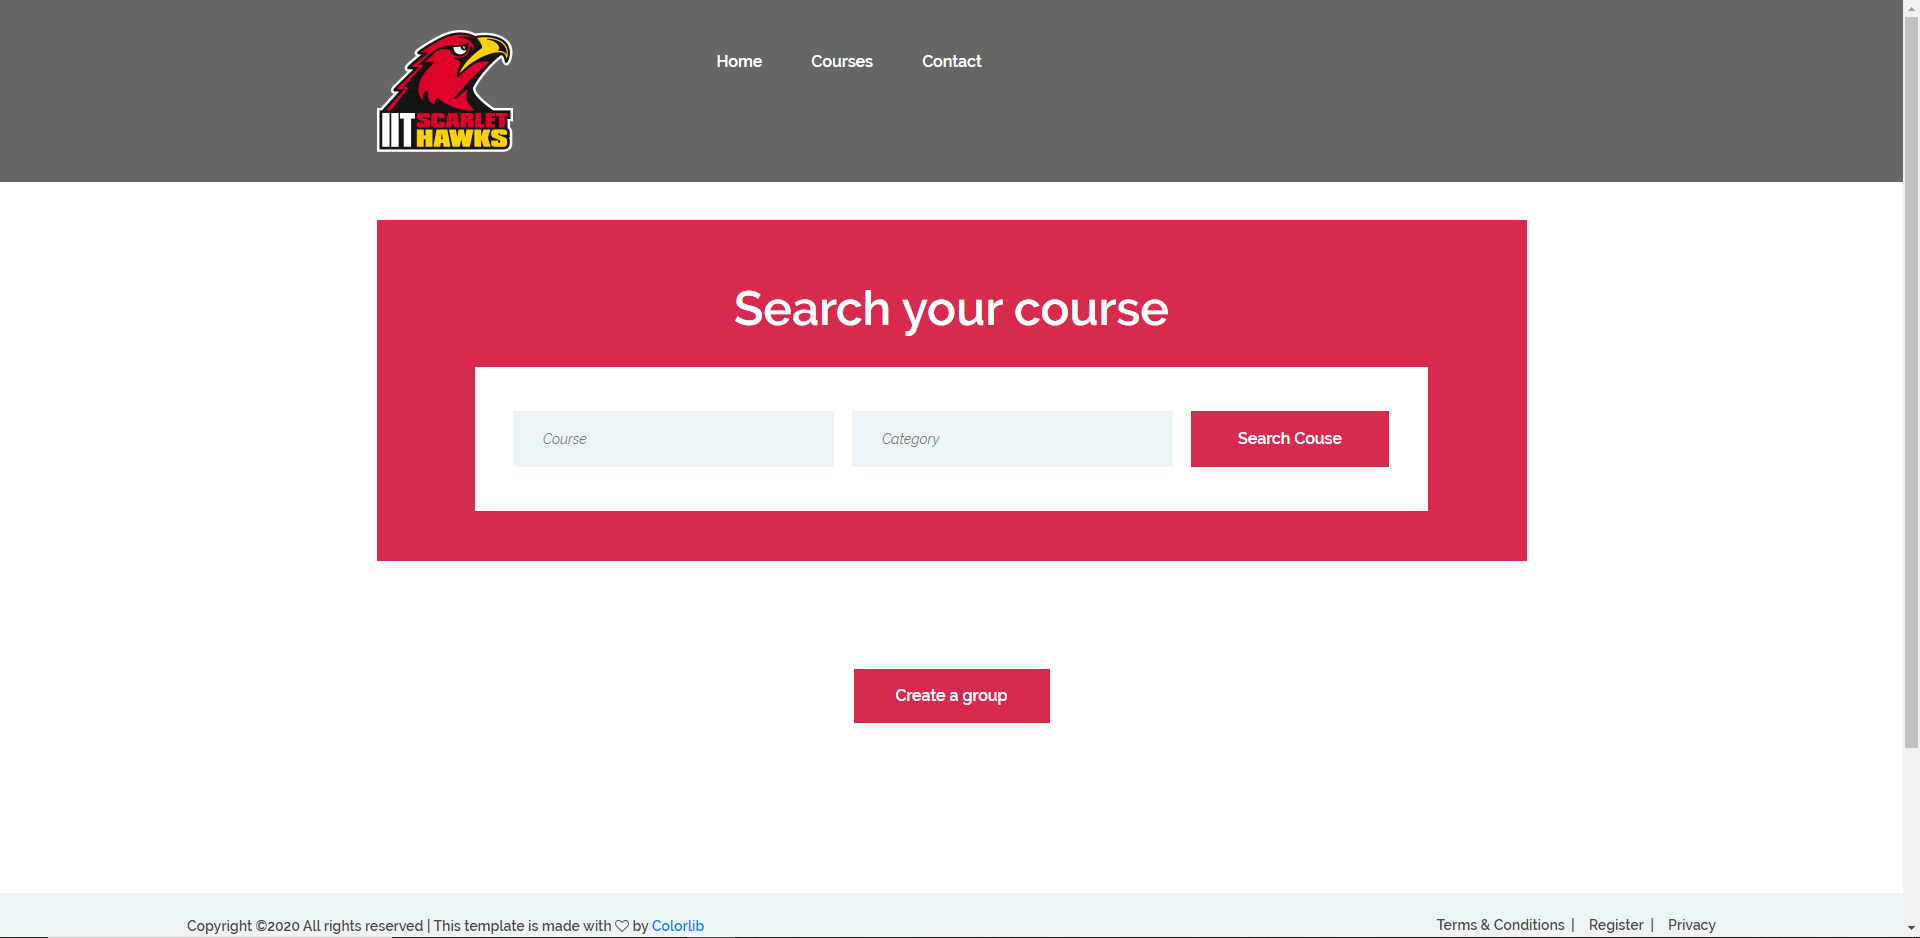 IIT SCARLET
HAWKS
Home Courses Contact
Search your course
Course Category Search Couse
Create a group
Copyright ©2020 All rights reserved | This template is made with ♡ by Colorlib
Terms & Conditions | Register | Privacy